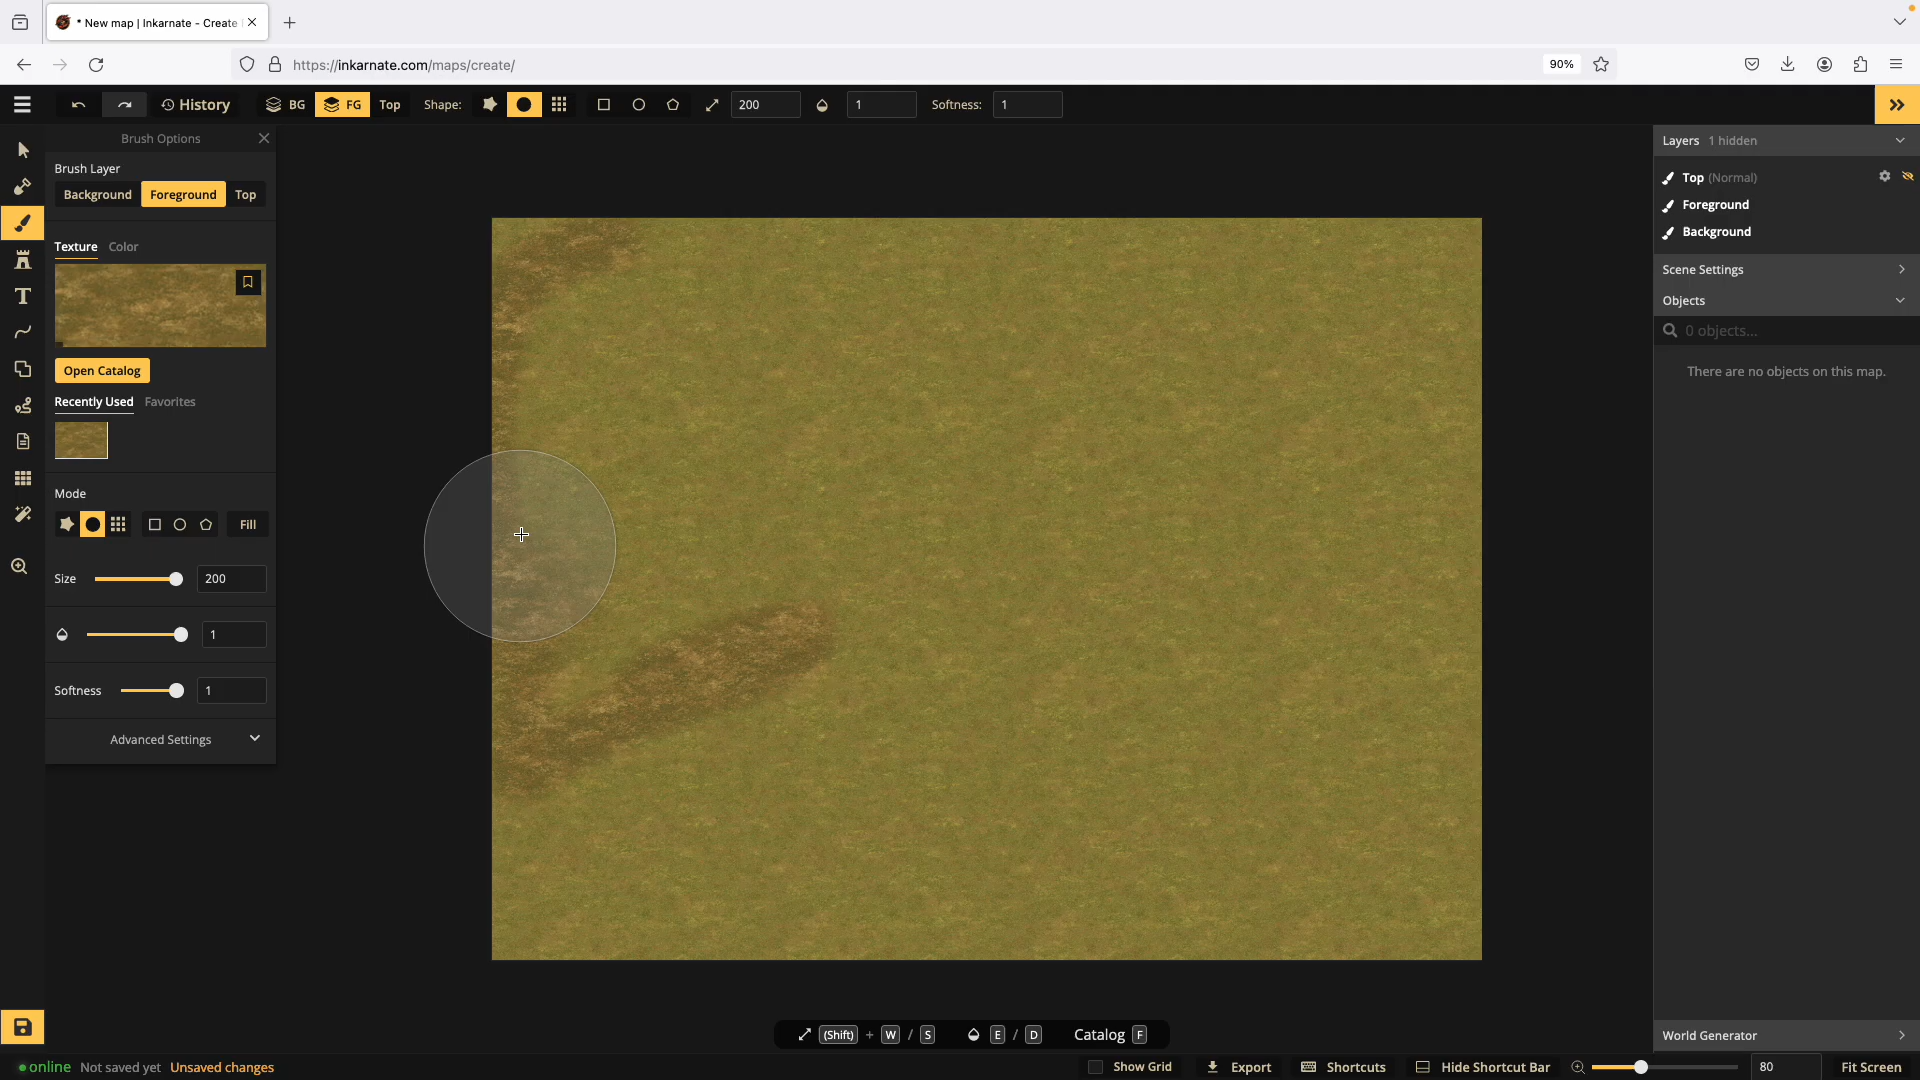 * New map | Inkarnate - Create
https://inkarnate.com/maps/create/
90%
History
BG
FG
Top
Shape:
200
1
Softness:
1
Brush Options
Brush Layer
Background
Foreground
Top
Texture
Color
Open Catalog
Recently Used
Favorites
Mode
Fill
Size
200
1
Softness
1
Advanced Settings
Layers 1 hidden
Top (Normal)
Foreground
Background
Scene Settings
Objects
0 objects...
There are no objects on this map.
World Generator
(Shift) + W / S
E / D
Catalog F
online
Not saved yet
Unsaved changes
Show Grid
Export
Shortcuts
Hide Shortcut Bar
80
Fit Screen